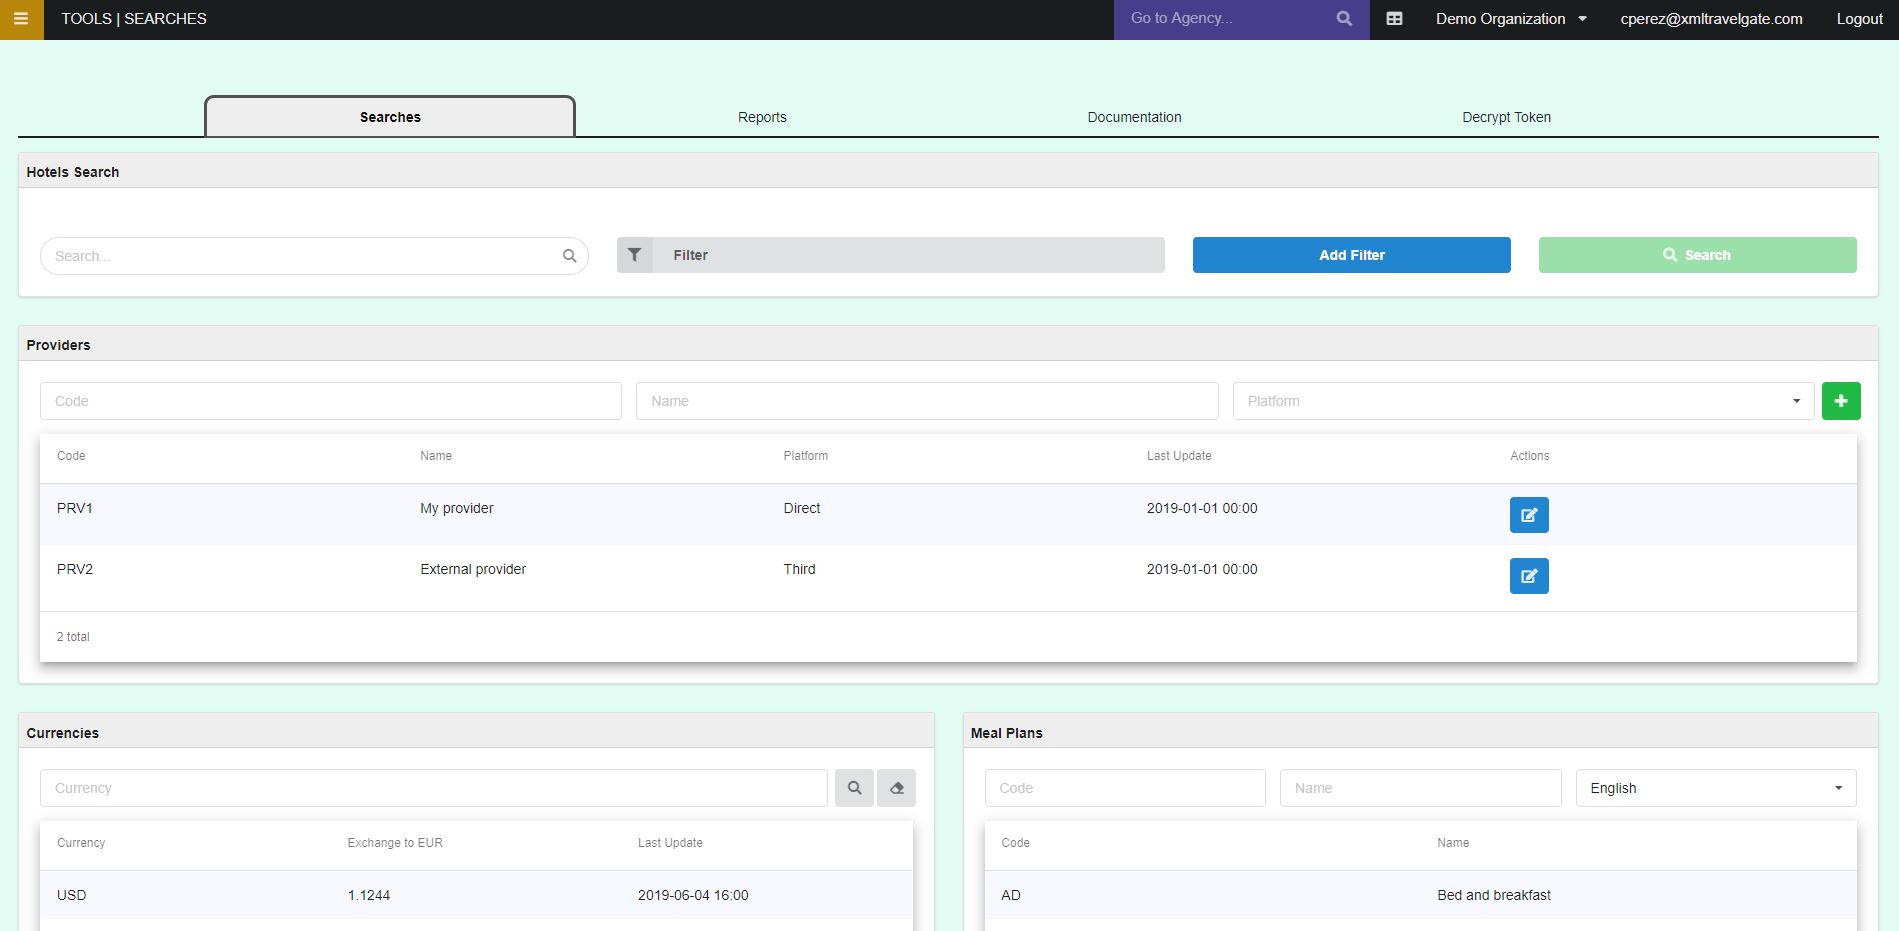 TOOLS | SEARCHES
Go to Agency...
Demo Organization
cperez@xmltravelgate.com
Logout
Searches
Reports
Documentation
Decrypt Token
Hotels Search
Search...
Filter
Add Filter
Search
Providers
Code
Name
Platform
Code Name Platform Last Update Actions
PRV1 My provider Direct 2019-01-01 00:00
PRV2 External provider Third 2019-01-01 00:00
2 total
Currencies
Currency
Currency Exchange to EUR Last Update
USD 1.1244 2019-06-04 16:00
Meal Plans
Code
Name
English
Code Name
AD Bed and breakfast